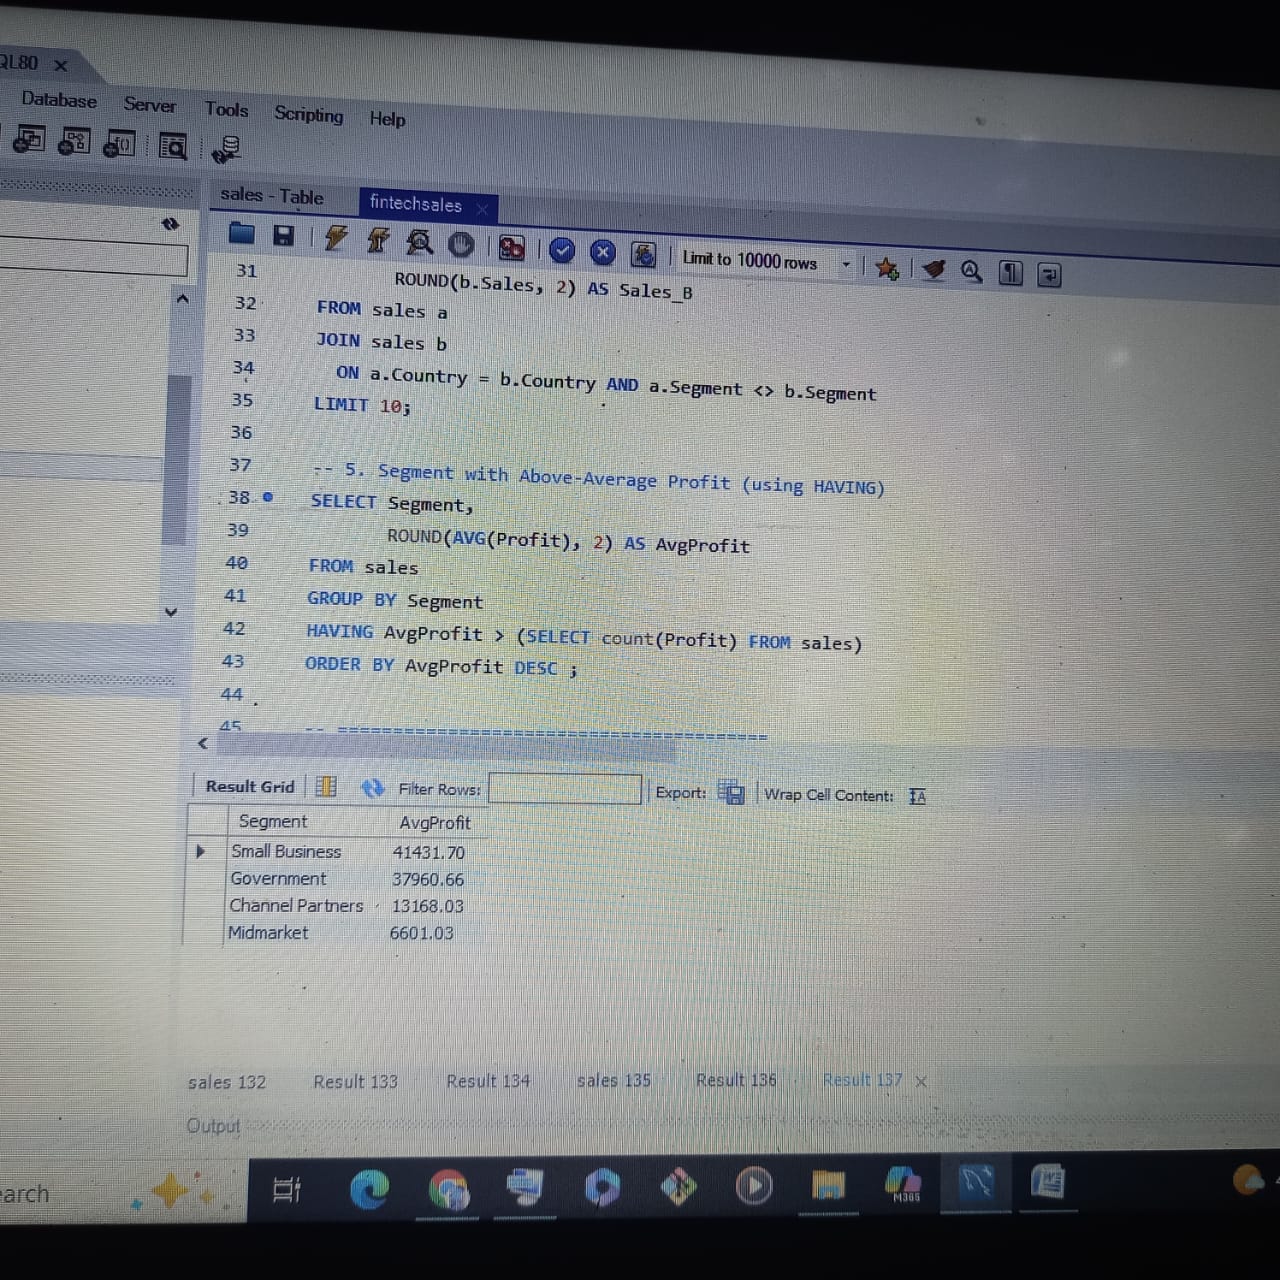 QL80 x
Database Server Tools Scripting Help
sales - Table fintechsales
Limit to 10000 rows
31 ROUND(b.Sales, 2) AS Sales_B
32 FROM sales a
33 JOIN sales b
34 ON a.Country = b.Country AND a.Segment <> b.Segment
35 LIMIT 10;
36
37 -- 5. Segment with Above-Average Profit (using HAVING)
38 SELECT Segment,
39 ROUND(AVG(Profit), 2) AS AvgProfit
40 FROM sales
41 GROUP BY Segment
42 HAVING AvgProfit > (SELECT count(Profit) FROM sales)
43 ORDER BY AvgProfit DESC ;
44
45 -- =======================================
Result Grid Filter Rows: Export: Wrap Cell Content: IA
Segment AvgProfit
Small Business 41431.70
Government 37960.66
Channel Partners 13168.03
Midmarket 6601.03
sales 132 Result 133 Result 134 sales 135 Result 136 Result 137 x
Output
earch M365